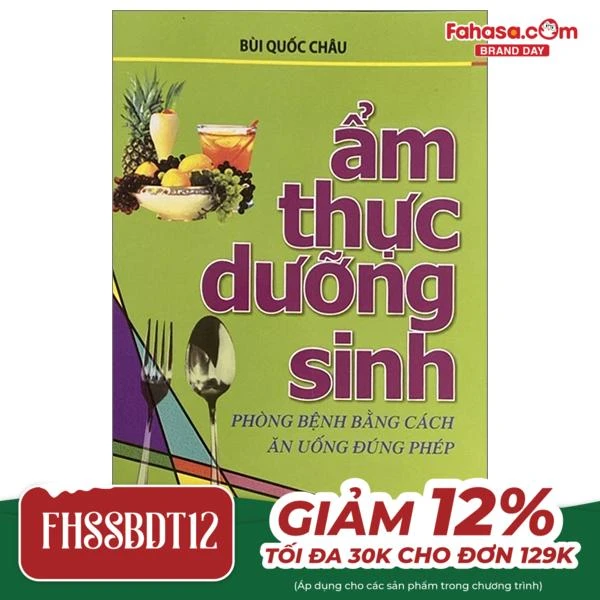 Fahasa.com
BRAND DAY
BÙI QUỐC CHÂU
ẩm
thực
dưỡng
sinh
PHÒNG BỆNH BẰNG CÁCH
ĂN UỐNG ĐÚNG PHÉP
FHSSBDT12
GIẢM 12%
TỐI ĐA 30K CHO ĐƠN 129K
(Áp dụng cho các sản phẩm trong chương trình)